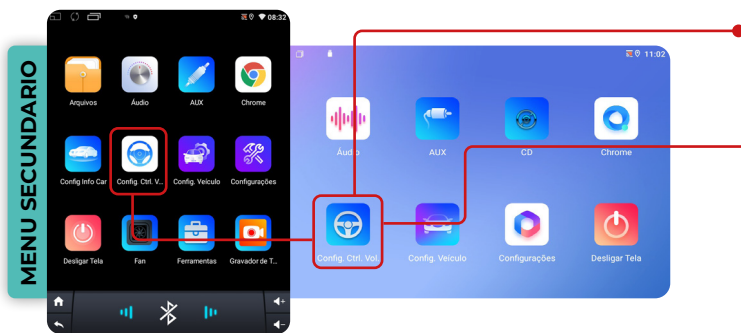 MENU SECUNDARIO
08:32
Arquivos
Áudio
AUX
Chrome
Config Info Car
Config. Ctrl. V...
Config. Veículo
Configurações
Desligar Tela
Fan
Ferramentas
Gravador de T...
11:02
Áudio
AUX
CD
Chrome
Config. Ctrl. Vol.
Config. Veículo
Configurações
Desligar Tela